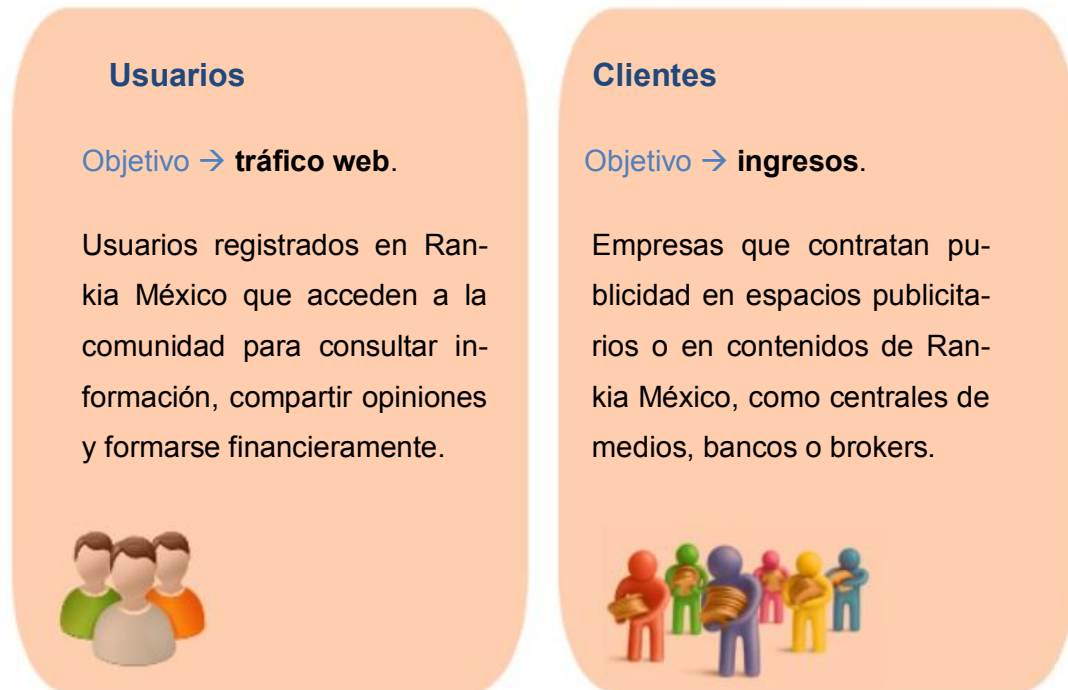 Usuarios
Objetivo → tráfico web.
Usuarios registrados en Ran-
kia México que acceden a la
comunidad para consultar in-
formación, compartir opiniones
y formarse financieramente.
Clientes
Objetivo → ingresos.
Empresas que contratan pu-
blicidad en espacios publicita-
rios o en contenidos de Ran-
kia México, como centrales de
medios, bancos o brokers.